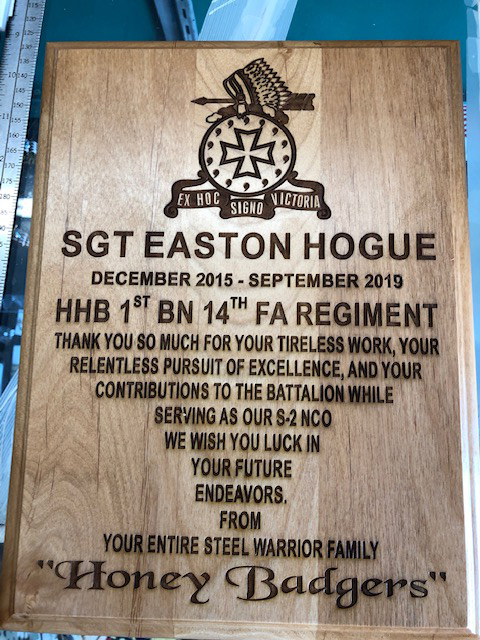 EX HOC SIGNO VICTORIA
SGT EASTON HOGUE
DECEMBER 2015 - SEPTEMBER 2019
HHB 1ST BN 14TH FA REGIMENT
THANK YOU SO MUCH FOR YOUR TIRELESS WORK, YOUR
RELENTLESS PURSUIT OF EXCELLENCE, AND YOUR
CONTRIBUTIONS TO THE BATTALION WHILE
SERVING AS OUR S-2 NCO
WE WISH YOU LUCK IN
YOUR FUTURE
ENDEAVORS.
FROM
YOUR ENTIRE STEEL WARRIOR FAMILY
"Honey Badgers"